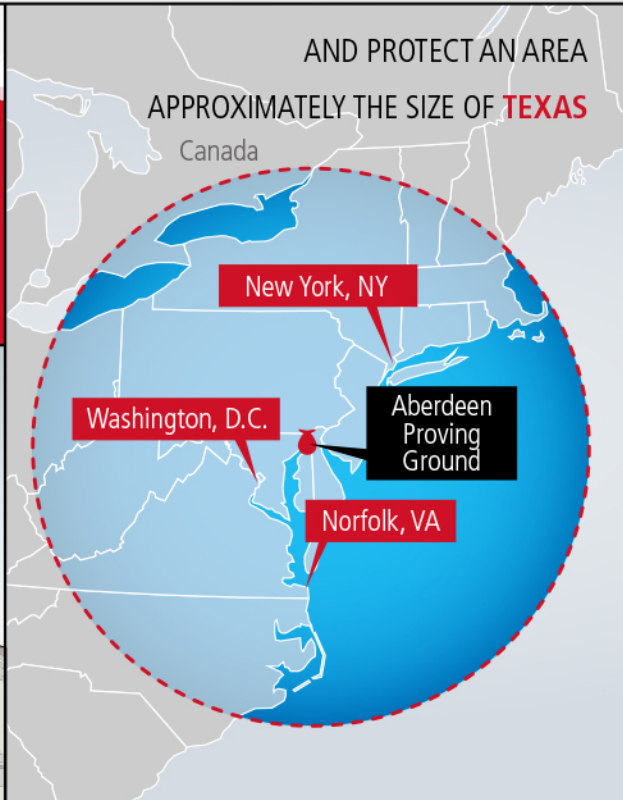 AND PROTECT AN AREA
APPROXIMATELY THE SIZE OF TEXAS
Canada
New York, NY
Washington, D.C.
Aberdeen
Proving
Ground
Norfolk, VA